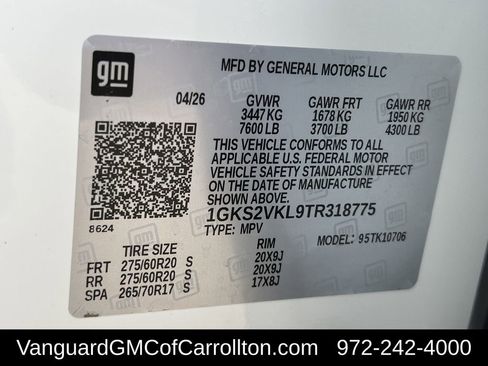 gm
MFD BY GENERAL MOTORS LLC
04/26 GVWR GAWR FRT GAWR RR
3447 KG 1678 KG 1950 KG
7600 LB 3700 LB 4300 LB
THIS VEHICLE CONFORMS TO ALL
APPLICABLE U.S. FEDERAL MOTOR
VEHICLE SAFETY STANDARDS IN EFFECT
ON THE DATE OF MANUFACTURE
SHOWN ABOVE.
1GKS2VKL9TR318775
8624 TYPE: MPV MODEL: 95TK10706
TIRE SIZE RIM
FRT 275/60R20 S 20X9J
RR 275/60R20 S 20X9J
SPA 265/70R17 S 17X8J
VanguardGMCofCarrollton.com 972-242-4000